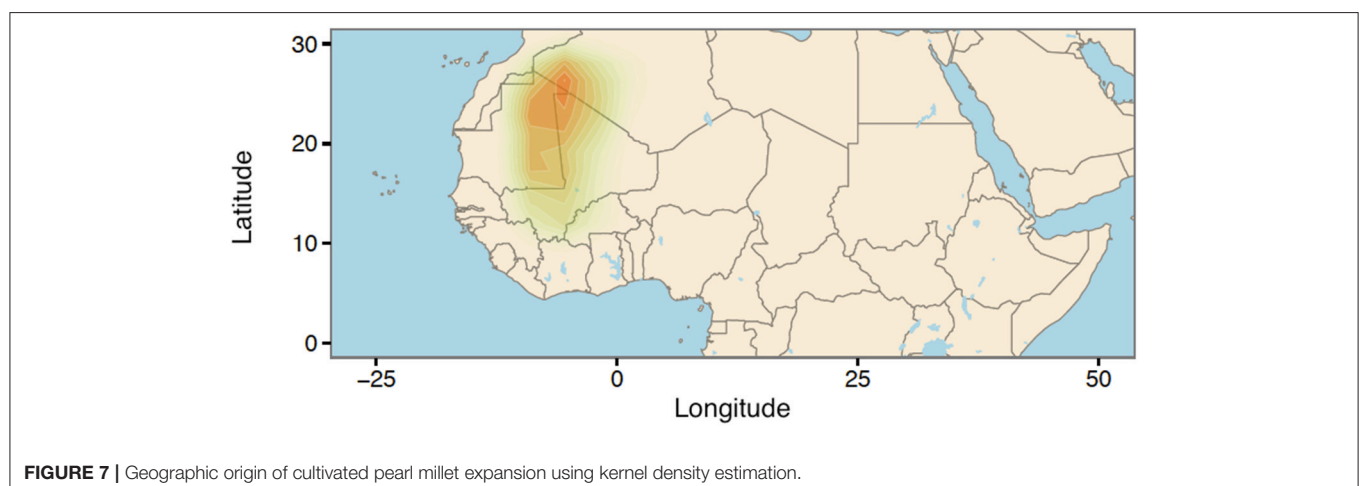 30
20
10
0
Latitude
−25
0
25
50
Longitude
FIGURE 7 | Geographic origin of cultivated pearl millet expansion using kernel density estimation.